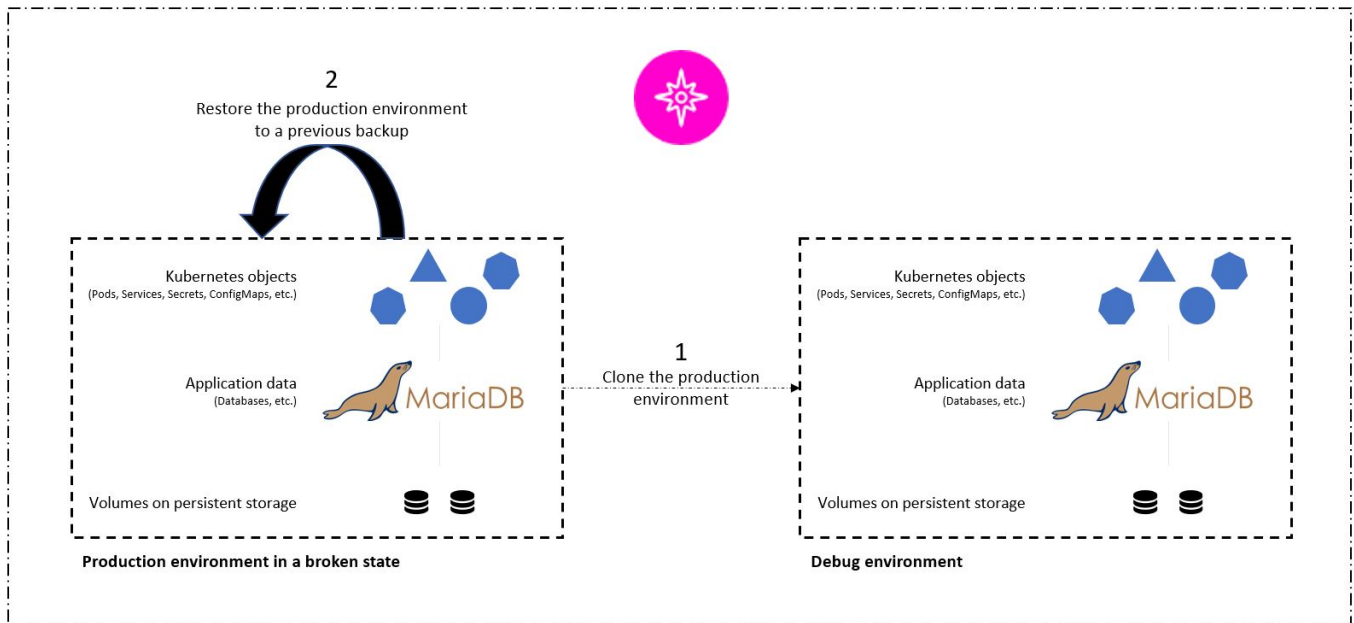 2
Restore the production environment
to a previous backup
Kubernetes objects
(Pods, Services, Secrets, ConfigMaps, etc.)
Application data
(Databases, etc.)
MariaDB
Volumes on persistent storage
Production environment in a broken state
1
Clone the production
environment
Kubernetes objects
(Pods, Services, Secrets, ConfigMaps, etc.)
Application data
(Databases, etc.)
MariaDB
Volumes on persistent storage
Debug environment